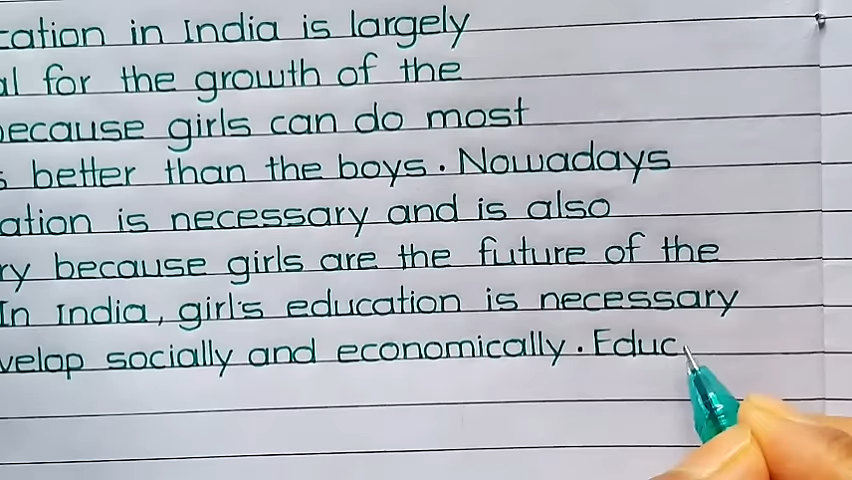 cation in India is largely
al for the growth of the
because girls can do most
s better than the boys. Nowadays
ation is necessary and is also
ry because girls are the future of the
In India, girl's education is necessary
velop socially and economically. Educ